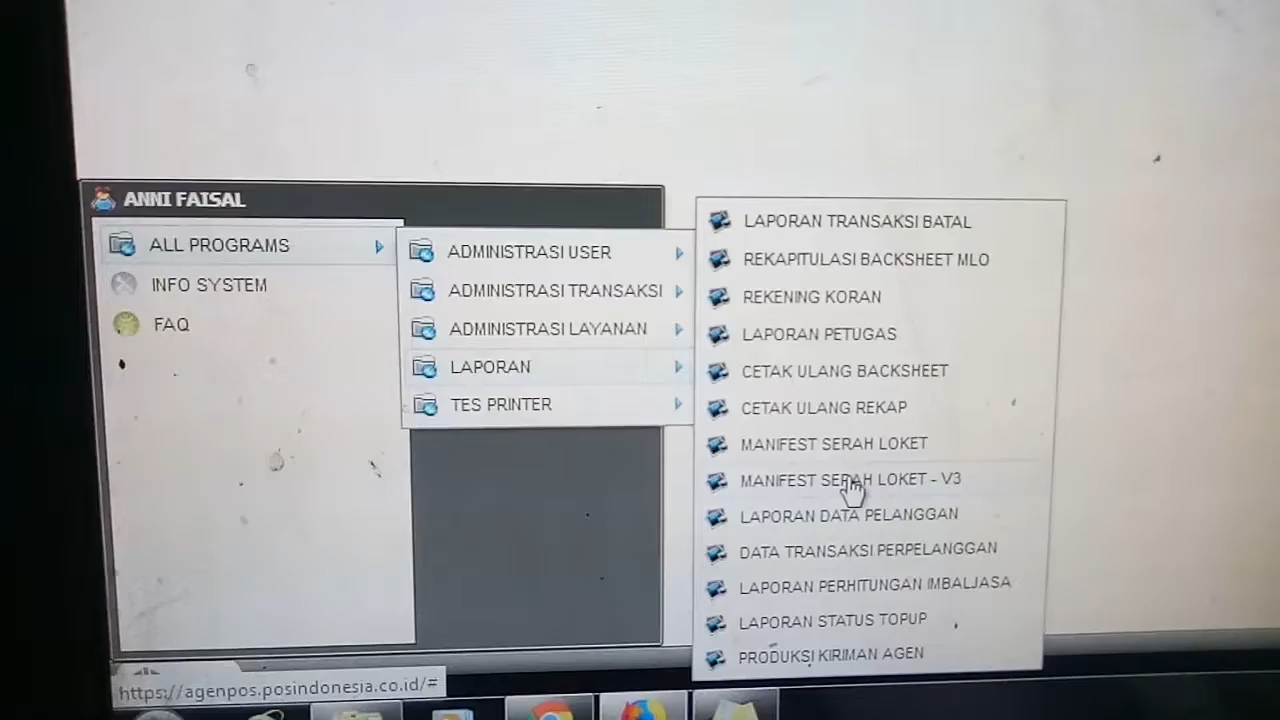 ANNI FAISAL
ALL PROGRAMS
INFO SYSTEM
FAQ
ADMINISTRASI USER
ADMINISTRASI TRANSAKSI
ADMINISTRASI LAYANAN
LAPORAN
TES PRINTER
LAPORAN TRANSAKSI BATAL
REKAPITULASI BACKSHEET MLO
REKENING KORAN
LAPORAN PETUGAS
CETAK ULANG BACKSHEET
CETAK ULANG REKAP
MANIFEST SERAH LOKET
MANIFEST SERAH LOKET - V3
LAPORAN DATA PELANGGAN
DATA TRANSAKSI PERPELANGGAN
LAPORAN PERHITUNGAN IMBALJASA
LAPORAN STATUS TOPUP
PRODUKSI KIRIMAN AGEN
https://agenpos.posindonesia.co.id/#